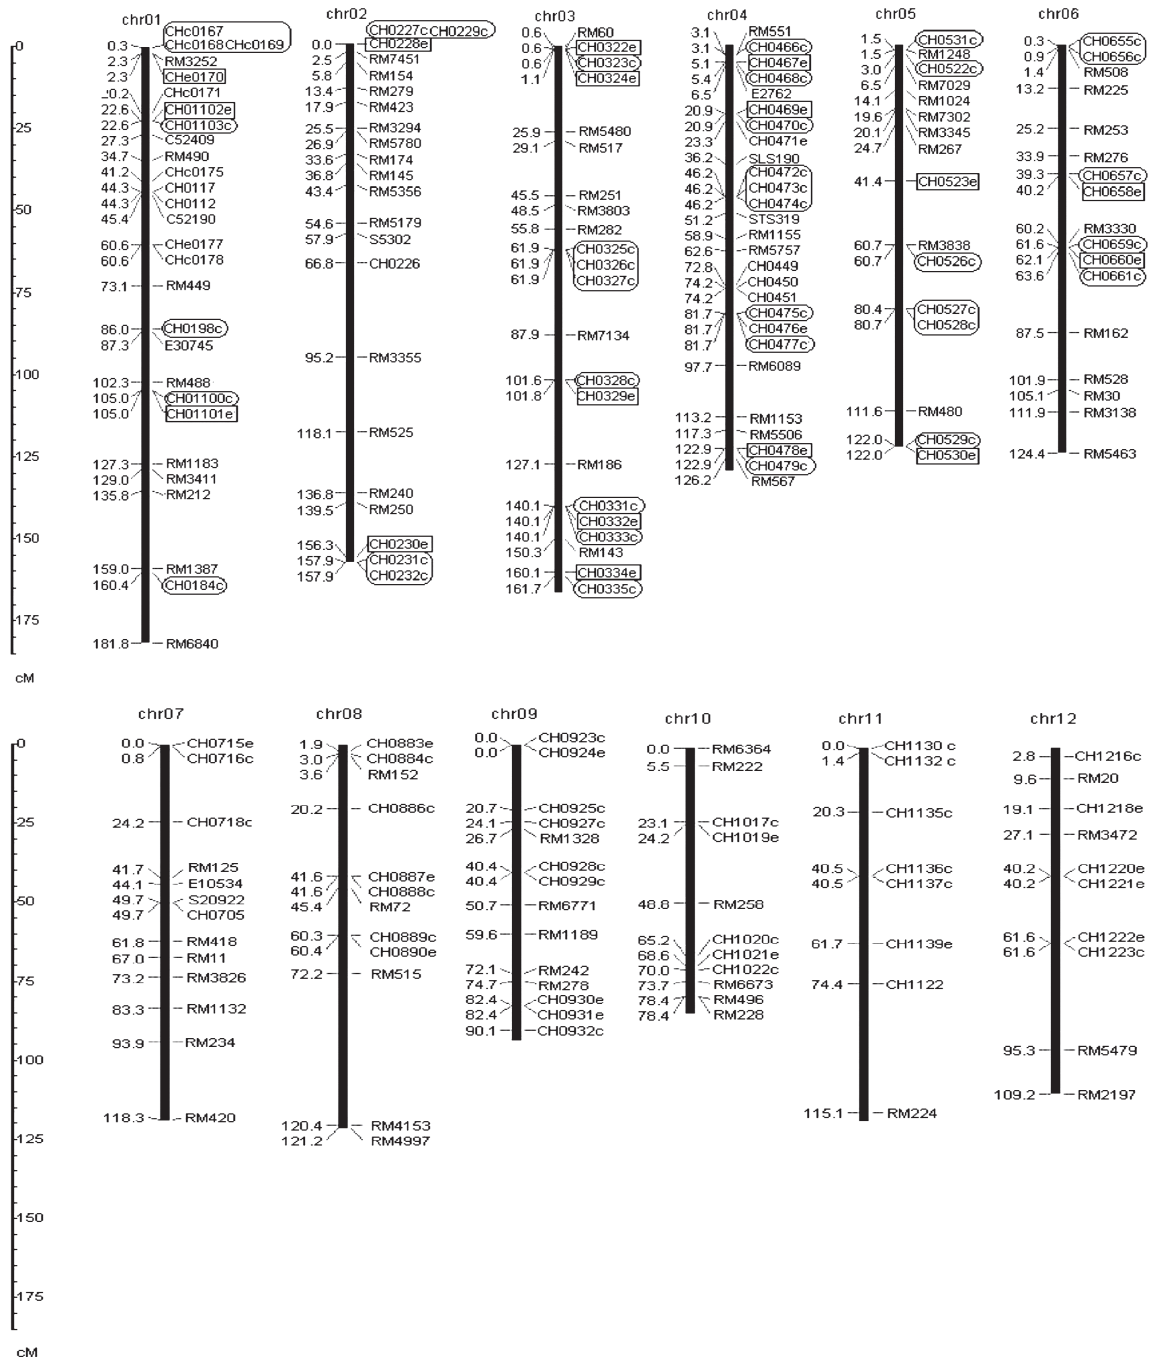 chr01
CHc0167
0.3 CHc0168CHc0169
2.3 RM3252
2.3 CHe0170
CHc0171
22.6 CH01102e
22.6 CH01103c
27.3 C52409
34.7 RM490
41.2 CHc0175
44.3 CH0117
44.3 CH0112
45.4 C52190
60.6 CHe0177
60.6 CHc0178
73.1 RM449
86.0 CH0198c
87.3 E30745
102.3 RM488
105.0 CH01100c
105.0 CH01101e
127.3 RM1183
129.0 RM3411
135.8 RM212
159.0 RM1387
160.4 CH0184c
181.8 RM6840
chr02
CH0227c CH0229c
0.0 CH0228e
2.5 RM7451
5.8 RM154
13.4 RM279
17.9 RM423
25.5 RM3294
26.9 RM5780
33.6 RM174
36.8 RM145
43.4 RM5356
54.6 RM5179
57.9 S5302
66.8 CH0226
95.2 RM3355
118.1 RM525
136.8 RM240
139.5 RM250
156.3 CH0230e
157.9 CH0231c
157.9 CH0232c
chr03
0.6 RM60
0.6 CH0322e
0.6 CH0323c
1.1 CH0324e
25.9 RM5480
29.1 RM517
45.5 RM251
48.5 RM3803
55.8 RM282
61.9 CH0325c
61.9 CH0326c
61.9 CH0327c
87.9 RM7134
101.6 CH0328c
101.8 CH0329e
127.1 RM186
140.1 CH0331c
140.1 CH0332e
140.1 CH0333c
150.3 RM143
160.1 CH0334e
161.7 CH0335c
chr04
3.1 RM551
3.1 CH0466c
5.1 CH0467e
5.4 CH0468c
6.5 E2762
20.9 CH0469e
20.9 CH0470c
23.3 CH0471e
36.2 SLS190
46.2 CH0472c
46.2 CH0473c
46.2 CH0474c
51.2 STS319
58.9 RM1155
62.6 RM5757
72.8 CH0449
74.2 CH0450
74.2 CH0451
81.7 CH0475c
81.7 CH0476e
81.7 CH0477c
97.7 RM6089
113.2 RM1153
117.3 RM5506
122.9 CH0478e
122.9 CH0479c
126.2 RM567
chr05
1.5 CH0531c
1.5 RM1248
3.0 CH0522c
6.5 RM7029
14.1 RM1024
19.6 RM7302
20.1 RM3345
24.7 RM267
41.4 CH0523e
60.7 RM3838
60.7 CH0526c
80.4 CH0527c
80.7 CH0528c
111.6 RM480
122.0 CH0529c
122.0 CH0530e
chr06
0.3 CH0655c
0.9 CH0656c
1.4 RM508
13.2 RM225
25.2 RM253
33.9 RM276
39.3 CH0657c
40.2 CH0658e
60.2 RM3330
61.6 CH0659c
62.1 CH0660e
63.6 CH0661c
87.5 RM162
101.9 RM528
105.1 RM30
111.9 RM3138
124.4 RM5463
0
25
50
75
100
125
150
175
cM
chr07
0.0 CH0715e
0.8 CH0716c
24.2 CH0718c
41.7 RM125
44.1 E10534
49.7 S20922
49.7 CH0705
61.8 RM418
67.0 RM11
73.2 RM3826
83.3 RM1132
93.9 RM234
118.3 RM420
chr08
1.9 CH0883e
3.0 CH0884c
3.6 RM152
20.2 CH0886c
41.6 CH0887e
41.6 CH0888c
45.4 RM72
60.3 CH0889c
60.4 CH0890e
72.2 RM515
120.4 RM4153
121.2 RM4997
chr09
0.0 CH0923c
0.0 CH0924e
20.7 CH0925c
24.1 CH0927c
26.7 RM1328
40.4 CH0928c
40.4 CH0929c
50.7 RM6771
59.6 RM1189
72.1 RM242
74.7 RM278
82.4 CH0930e
82.4 CH0931e
90.1 CH0932c
chr10
0.0 RM6364
5.5 RM222
23.1 CH1017c
24.2 CH1019e
48.8 RM258
65.2 CH1020c
68.6 CH1021e
70.0 CH1022c
73.7 RM6673
78.4 RM496
78.4 RM228
chr11
0.0 CH1130 c
1.4 CH1132 c
20.3 CH1135c
40.5 CH1136c
40.5 CH1137c
61.7 CH1139e
74.4 CH1122
115.1 RM224
chr12
2.8 CH1216c
9.6 RM20
19.1 CH1218e
27.1 RM3472
40.2 CH1220e
40.2 CH1221e
61.6 CH1222e
61.6 CH1223c
95.3 RM5479
109.2 RM2197
0
25
50
75
100
125
150
175
cM